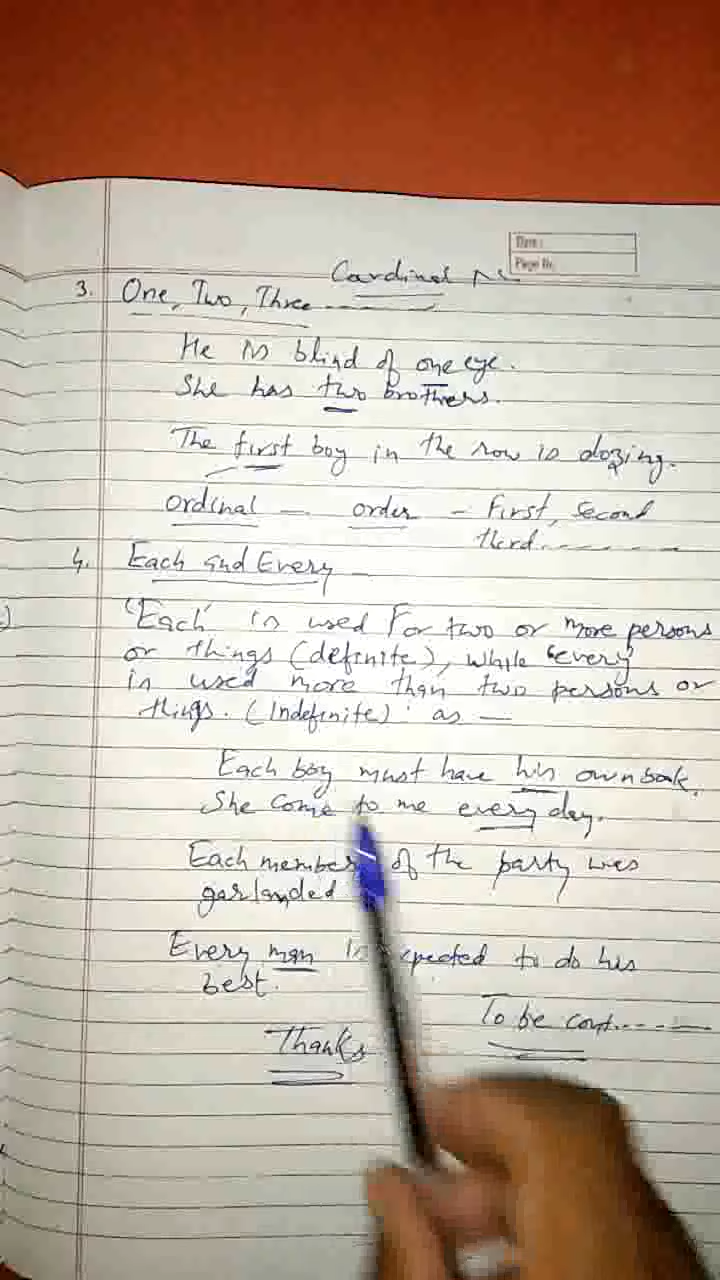 Date:
Page No.
Cardinal
3. One, Two, Three ----------
He is blind of one eye.
She has two brothers.
The first boy in the row is dozing.
ordinal - order - First, Second
third----------
4. Each and Every -
'Each' is used For two or more persons
or things (definite), while 'every'
is used more than two persons or
things. (Indefinite) : as -
Each boy must have his own book.
She come to me every day.
Each member of the party was
garlanded
Every man is expected to do his
best.
To be cont.------
Thanks